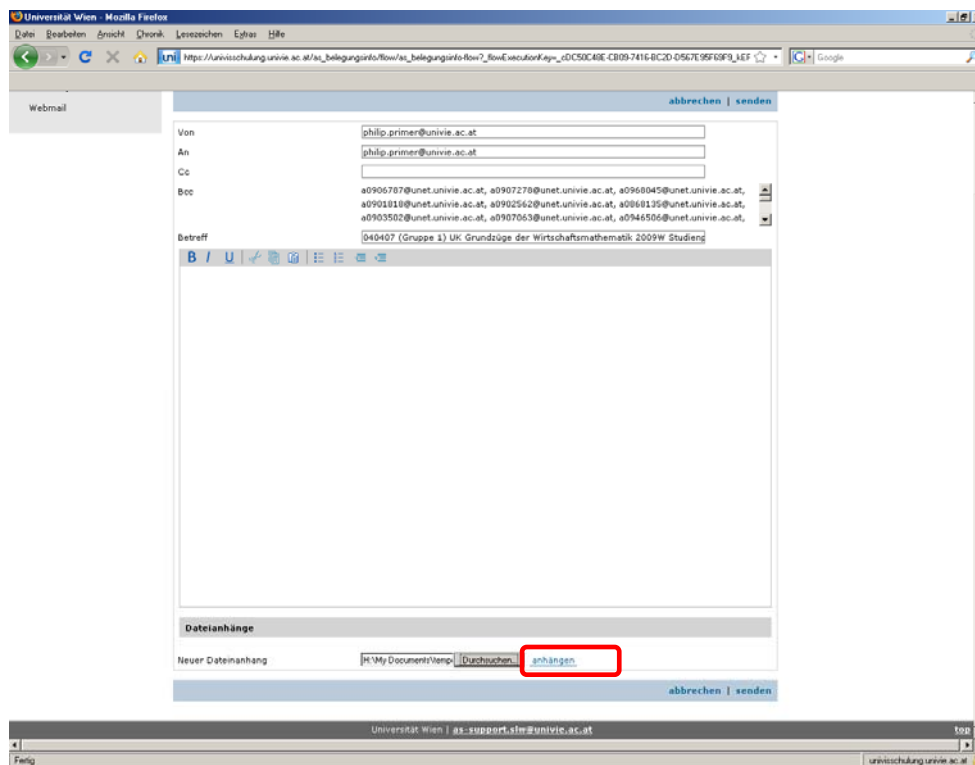 Universität Wien - Mozilla Firefox
Datei Bearbeiten Ansicht Chronik Lesezeichen Extras Hilfe
uni https://univisschulung.univie.ac.at/as_belegungsinfo/flow/as_belegungsinfo-flow?_flowExecutionKey=_cDC50C48E-CB09-7416-8C2D-D567E95F69F9_kEF Google
Webmail
abbrechen | senden
Von philip.primer@univie.ac.at
An philip.primer@univie.ac.at
Cc
Bcc a0906787@unet.univie.ac.at, a0907278@unet.univie.ac.at, a0968045@unet.univie.ac.at,
a0901818@unet.univie.ac.at, a0902562@unet.univie.ac.at, a0868135@unet.univie.ac.at,
a0903502@unet.univie.ac.at, a0907063@unet.univie.ac.at, a0946506@unet.univie.ac.at,
Betreff 040407 (Gruppe 1) UK Grundzüge der Wirtschaftsmathematik 2009W Studieng
B I U
Dateianhänge
Neuer Dateinanhang H:\My Documents\temp Durchsuchen... anhängen
abbrechen | senden
Universität Wien | as-support.slw@univie.ac.at top
Fertig univisschulung.univie.ac.at